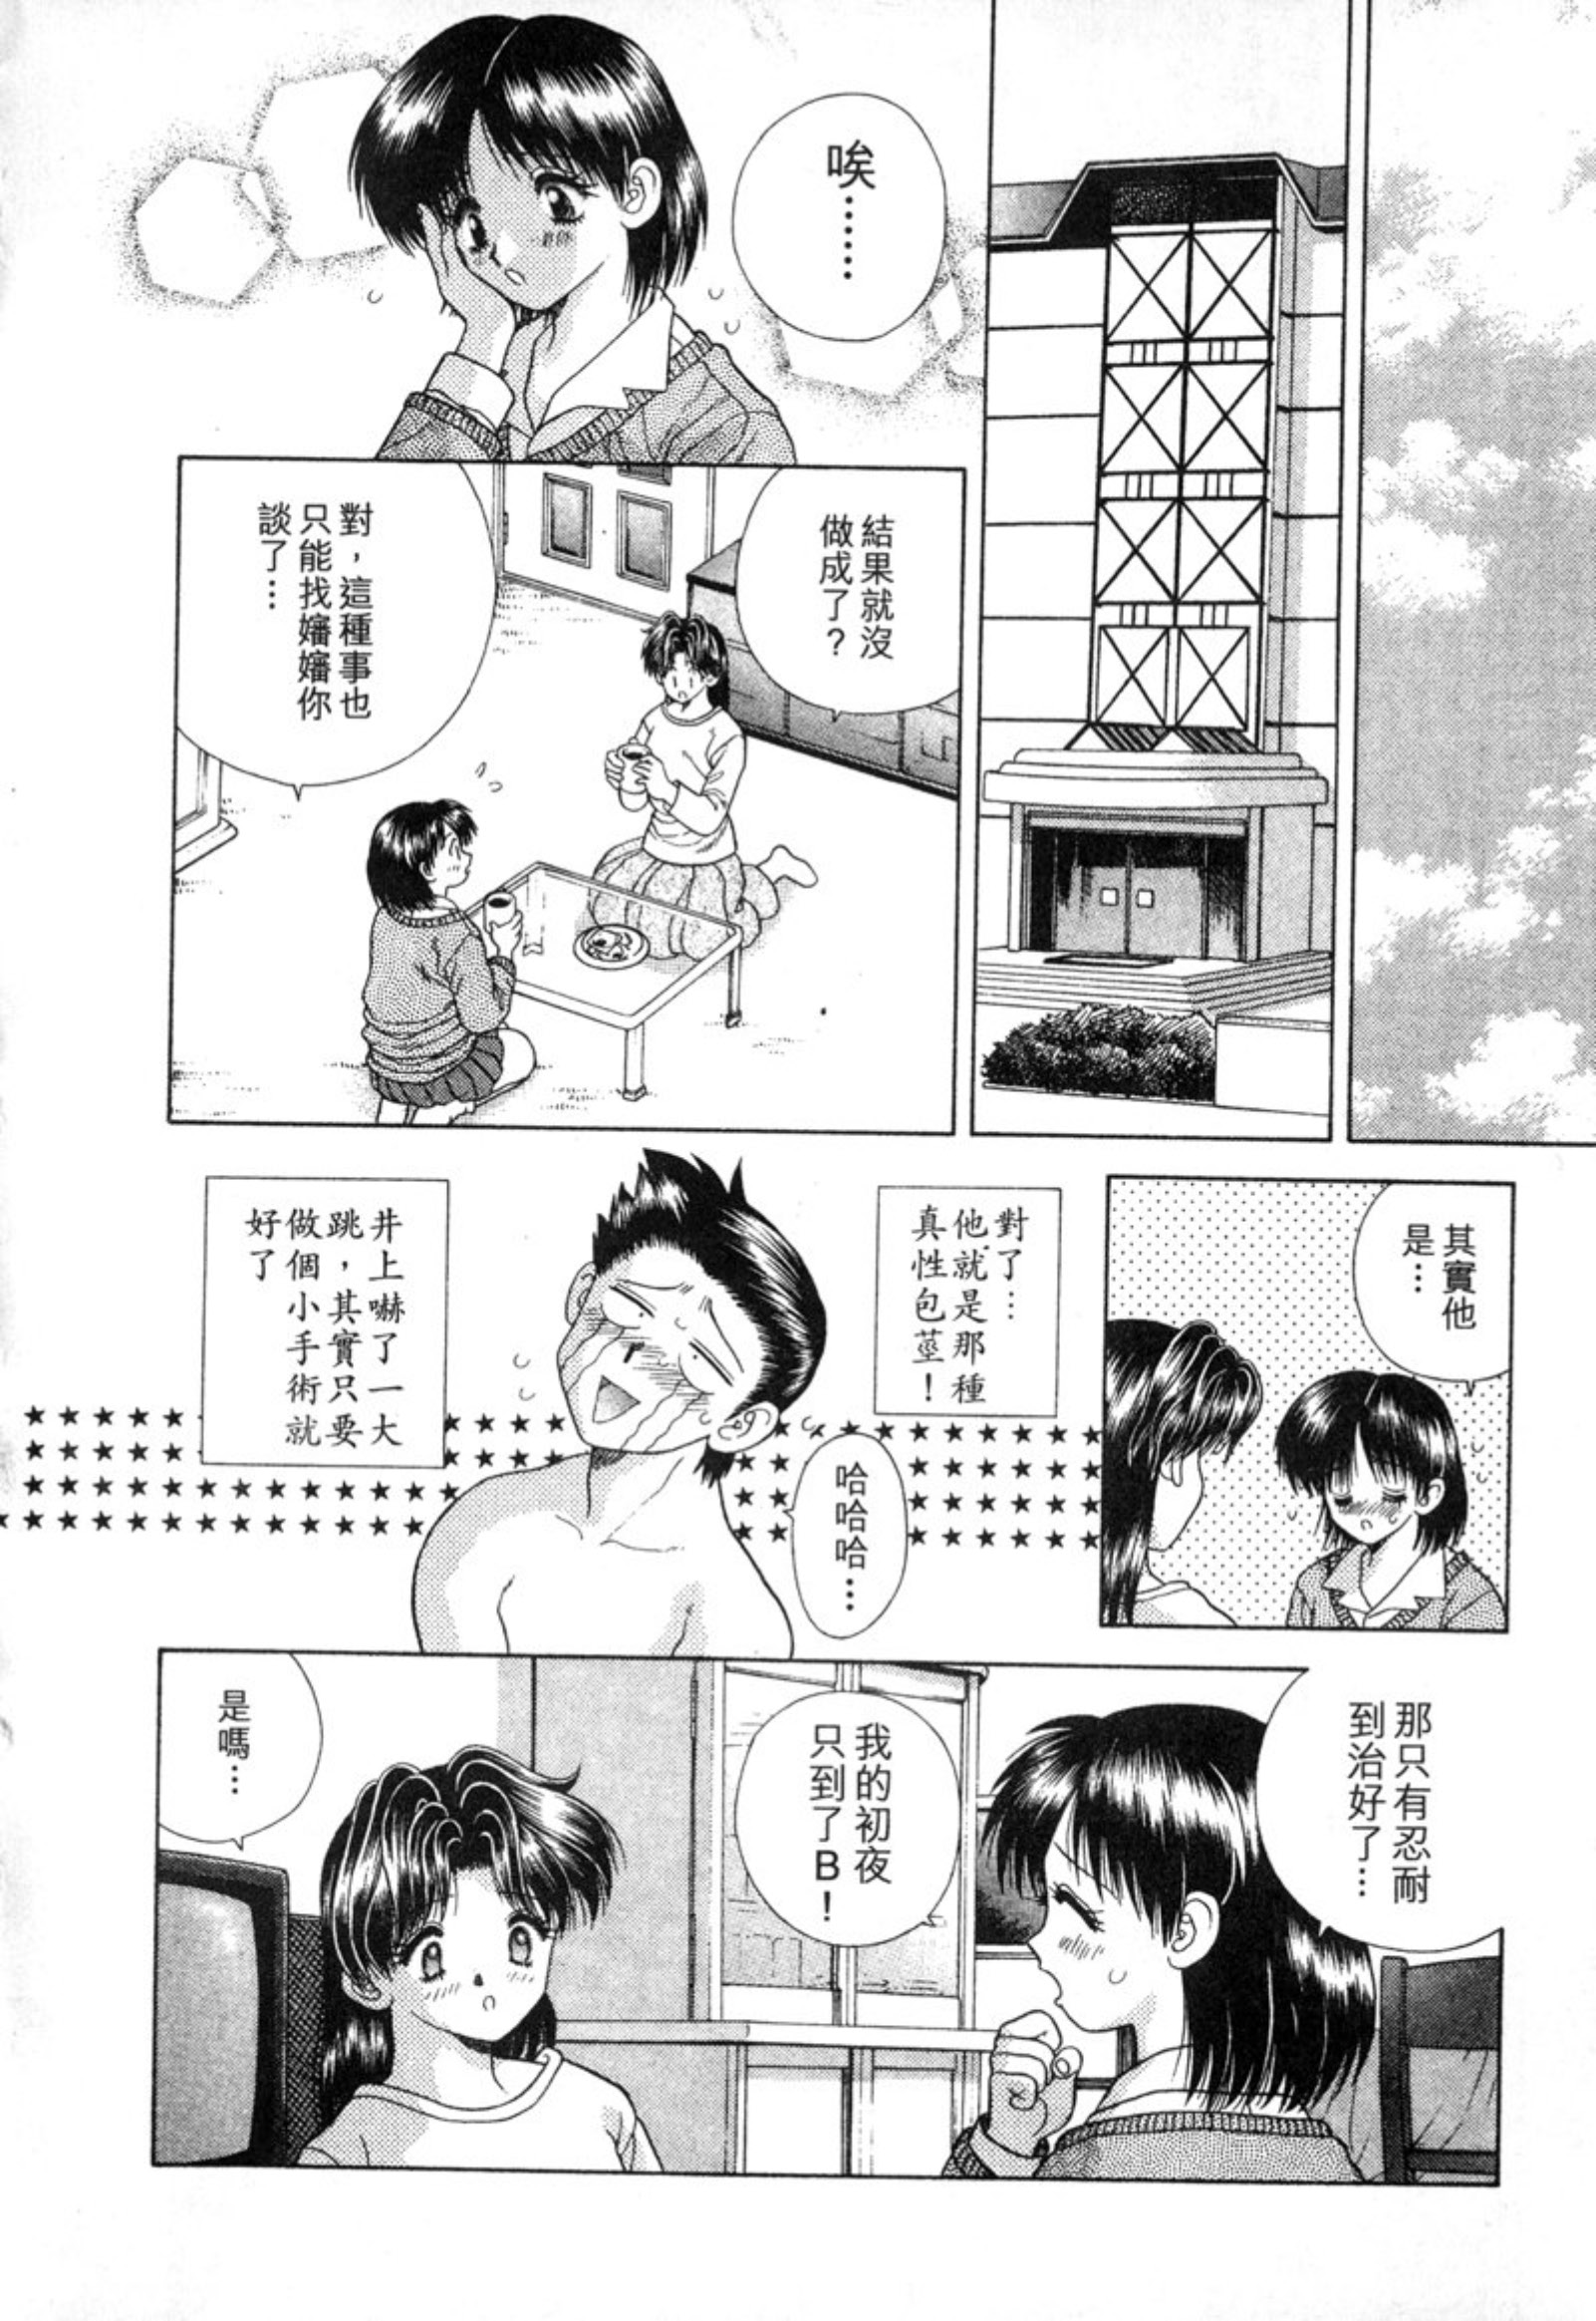 唉……
結果就沒
做成了？
對，這種事也
只能找嬸嬸你
談了…
其實他
是…
對了…
他就是那種
真性包莖！
哈哈哈…
井上嚇了一大
跳，其實只要
做個小手術就
好了
那只有忍耐
到治好了…
我的初夜
只到了B！
是嗎…